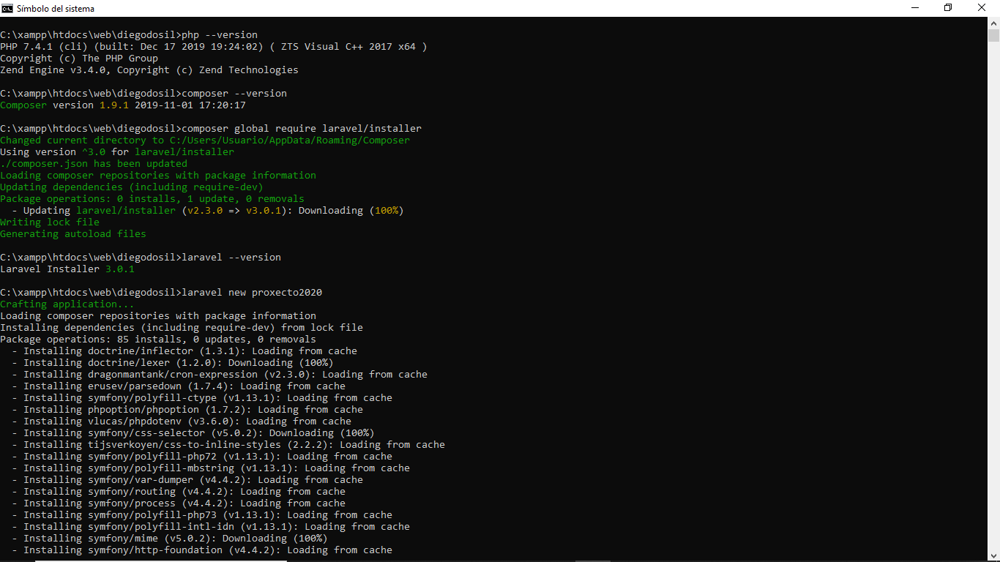 Símbolo del sistema
C:\xampp\htdocs\web\diegodosil>php --version
PHP 7.4.1 (cli) (built: Dec 17 2019 19:24:02) ( ZTS Visual C++ 2017 x64 )
Copyright (c) The PHP Group
Zend Engine v3.4.0, Copyright (c) Zend Technologies
C:\xampp\htdocs\web\diegodosil>composer --version
Composer version 1.9.1 2019-11-01 17:20:17
C:\xampp\htdocs\web\diegodosil>composer global require laravel/installer
Changed current directory to C:/Users/Usuario/AppData/Roaming/Composer
Using version ^3.0 for laravel/installer
./composer.json has been updated
Loading composer repositories with package information
Updating dependencies (including require-dev)
Package operations: 0 installs, 1 update, 0 removals
  - Updating laravel/installer (v2.3.0 => v3.0.1): Downloading (100%)
Writing lock file
Generating autoload files
C:\xampp\htdocs\web\diegodosil>laravel --version
Laravel Installer 3.0.1
C:\xampp\htdocs\web\diegodosil>laravel new proxecto2020
Crafting application...
Loading composer repositories with package information
Installing dependencies (including require-dev) from lock file
Package operations: 85 installs, 0 updates, 0 removals
  - Installing doctrine/inflector (1.3.1): Loading from cache
  - Installing doctrine/lexer (1.2.0): Downloading (100%)
  - Installing dragonmantank/cron-expression (v2.3.0): Loading from cache
  - Installing erusev/parsedown (1.7.4): Loading from cache
  - Installing symfony/polyfill-ctype (v1.13.1): Loading from cache
  - Installing phpoption/phpoption (1.7.2): Loading from cache
  - Installing vlucas/phpdotenv (v3.6.0): Loading from cache
  - Installing symfony/css-selector (v5.0.2): Downloading (100%)
  - Installing tijsverkoyen/css-to-inline-styles (2.2.2): Loading from cache
  - Installing symfony/polyfill-php72 (v1.13.1): Loading from cache
  - Installing symfony/polyfill-mbstring (v1.13.1): Loading from cache
  - Installing symfony/var-dumper (v4.4.2): Loading from cache
  - Installing symfony/routing (v4.4.2): Loading from cache
  - Installing symfony/process (v4.4.2): Loading from cache
  - Installing symfony/polyfill-php73 (v1.13.1): Loading from cache
  - Installing symfony/polyfill-intl-idn (v1.13.1): Loading from cache
  - Installing symfony/mime (v5.0.2): Downloading (100%)
  - Installing symfony/http-foundation (v4.4.2): Loading from cache